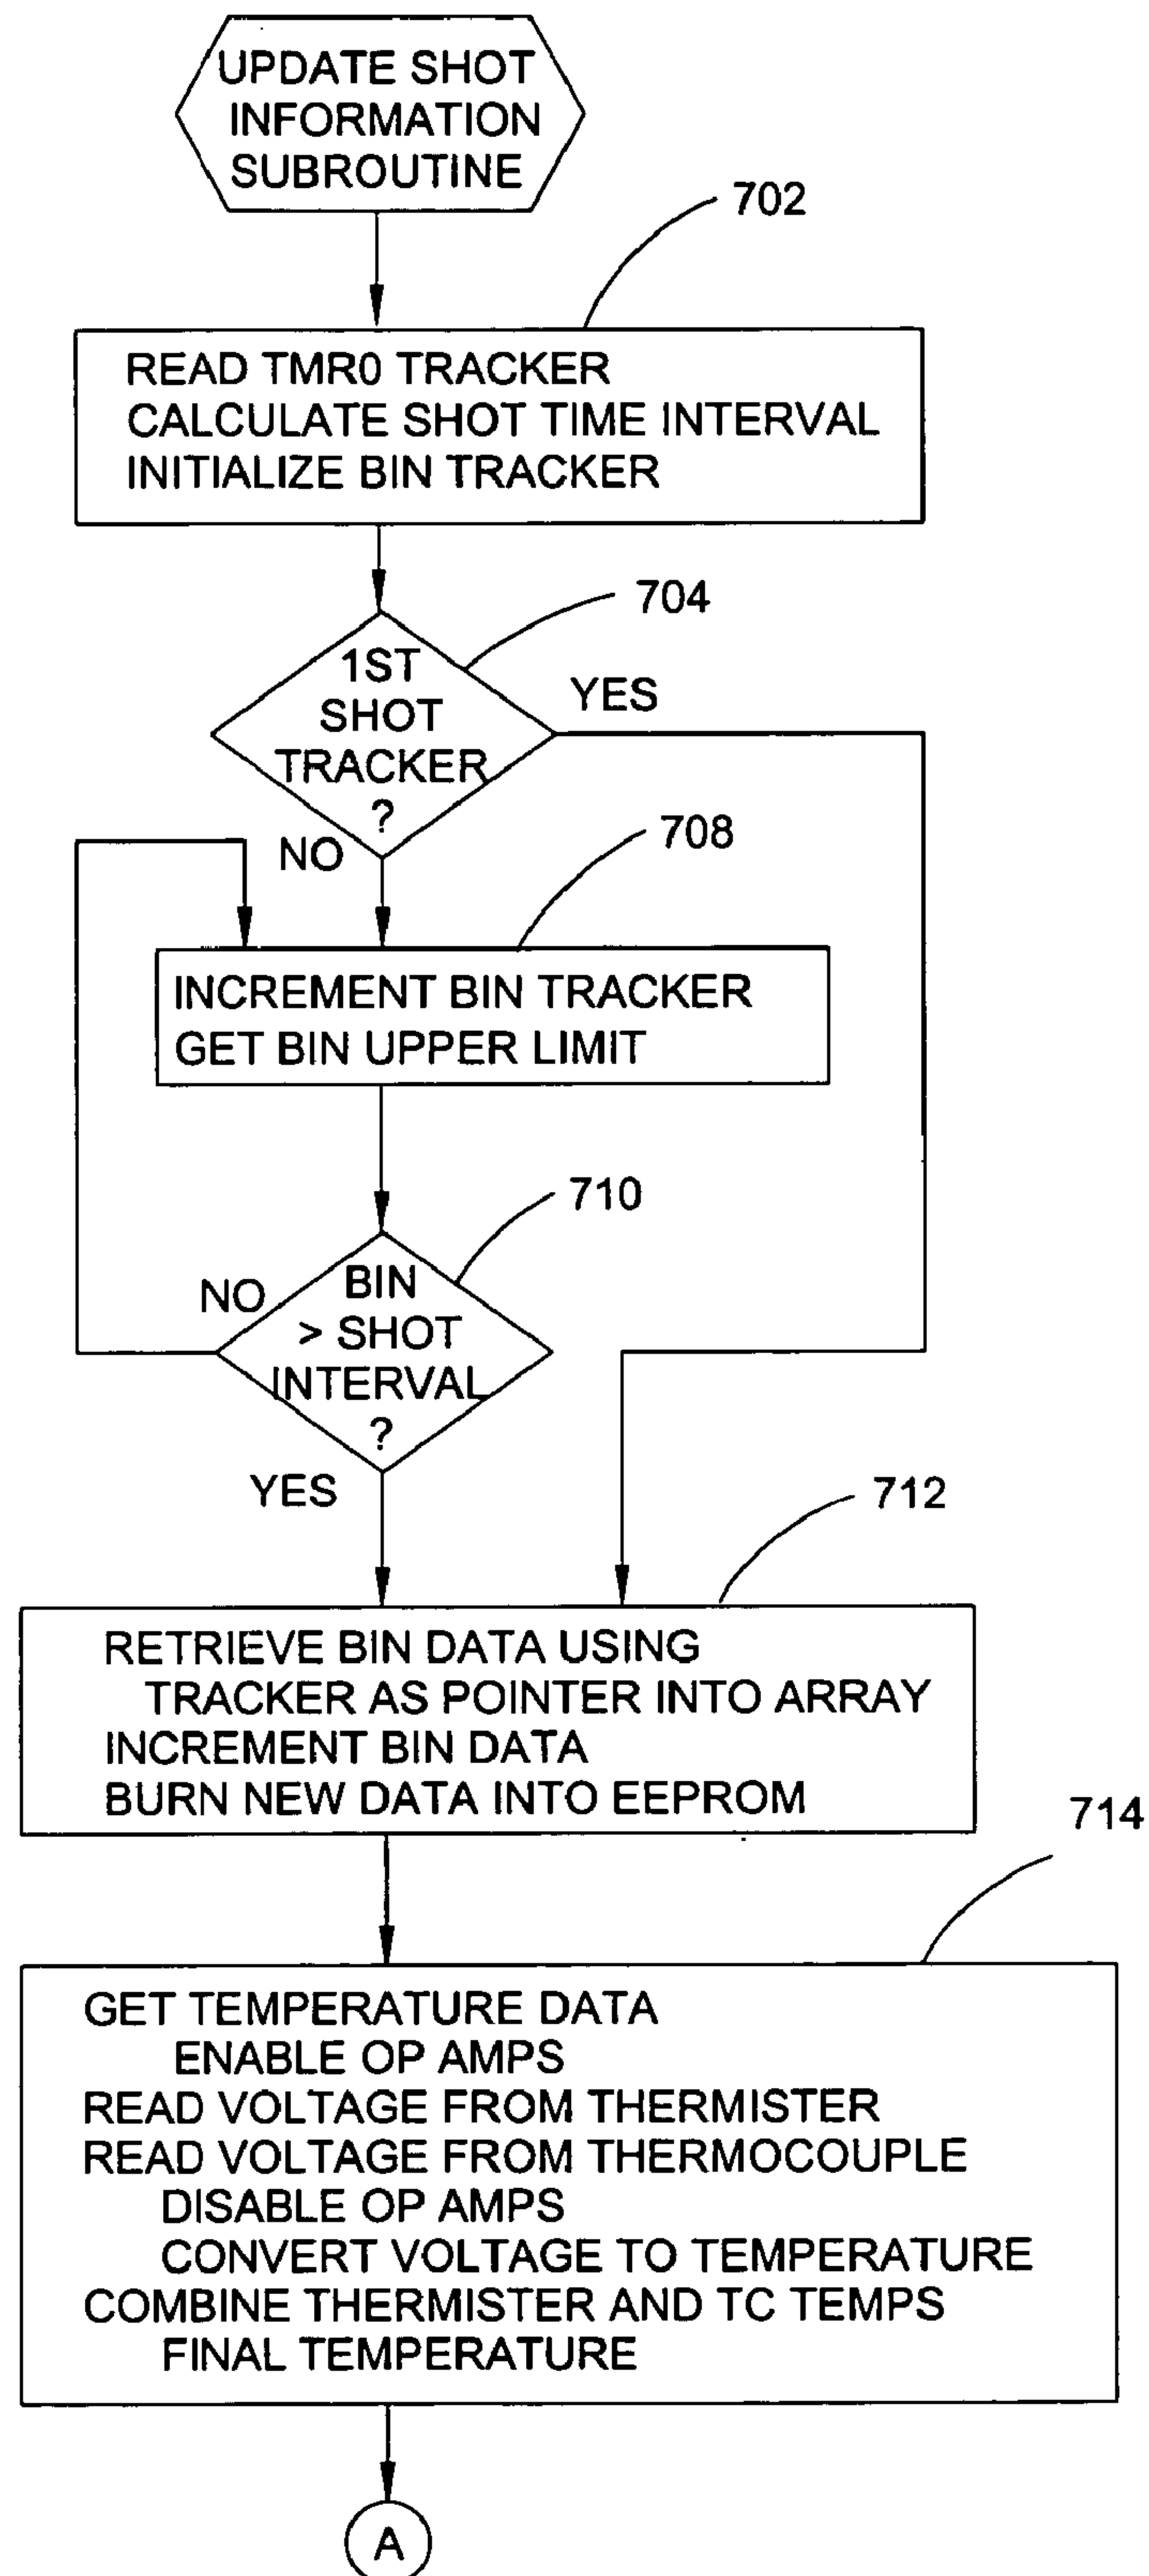 UPDATE SHOT
INFORMATION
SUBROUTINE
702
READ TMR0 TRACKER
CALCULATE SHOT TIME INTERVAL
INITIALIZE BIN TRACKER
704
1ST
SHOT
TRACKER
?
YES
NO
708
INCREMENT BIN TRACKER
GET BIN UPPER LIMIT
710
NO
BIN
> SHOT
INTERVAL
?
YES
712
RETRIEVE BIN DATA USING
TRACKER AS POINTER INTO ARRAY
INCREMENT BIN DATA
BURN NEW DATA INTO EEPROM
714
GET TEMPERATURE DATA
ENABLE OP AMPS
READ VOLTAGE FROM THERMISTER
READ VOLTAGE FROM THERMOCOUPLE
DISABLE OP AMPS
CONVERT VOLTAGE TO TEMPERATURE
COMBINE THERMISTER AND TC TEMPS
FINAL TEMPERATURE
A